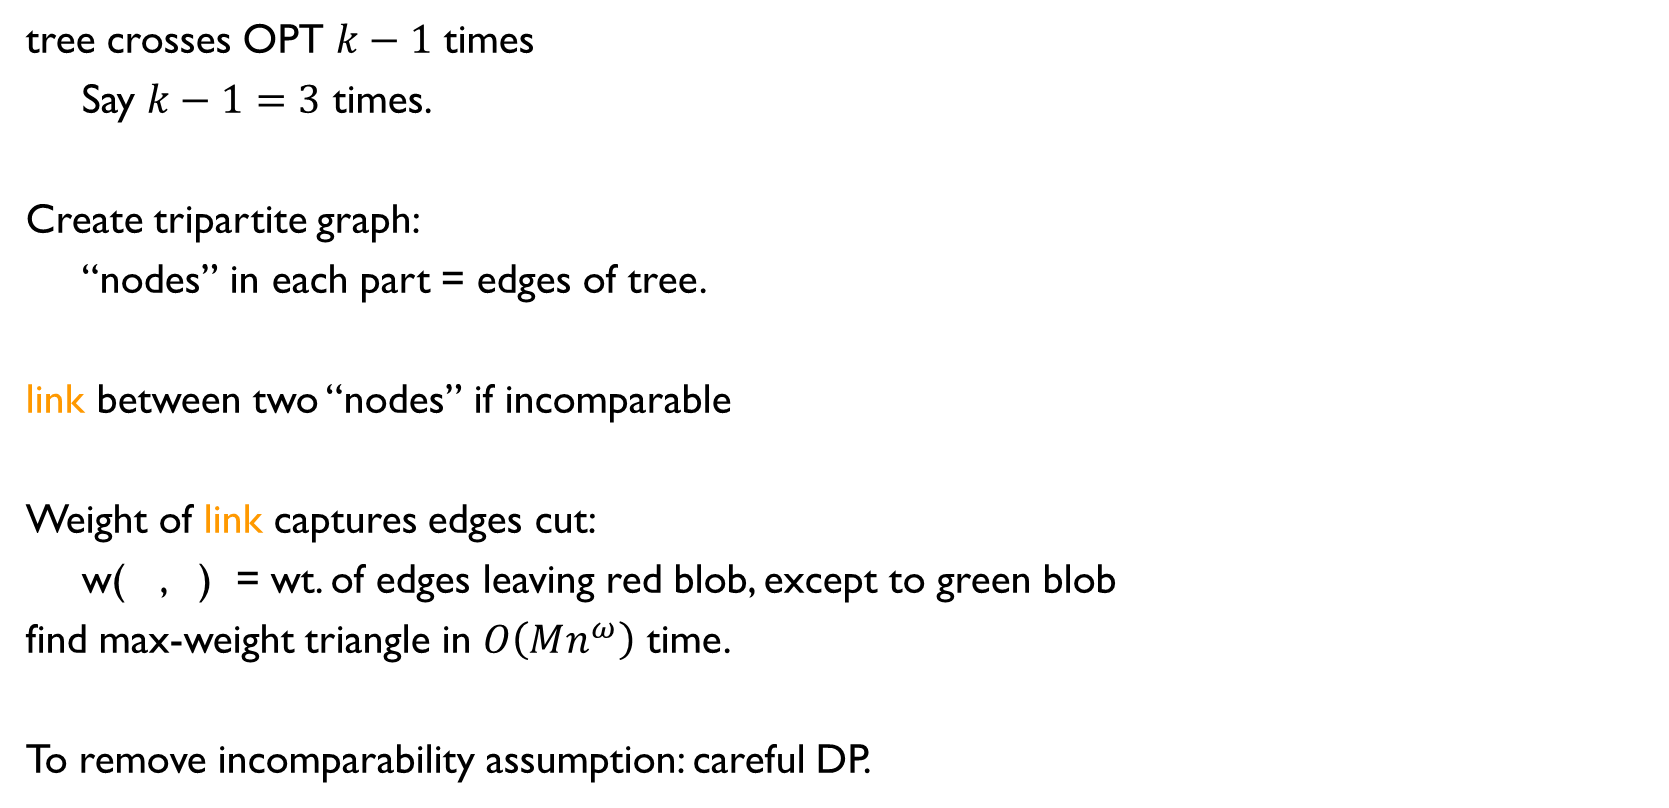 tree crosses OPT k − 1 times
Say k − 1 = 3 times.
Create tripartite graph:
“nodes” in each part = edges of tree.
link between two “nodes” if incomparable
Weight of link captures edges cut:
w( , ) = wt. of edges leaving red blob, except to green blob
find max-weight triangle in O(Mn^ω) time.
To remove incomparability assumption: careful DP.